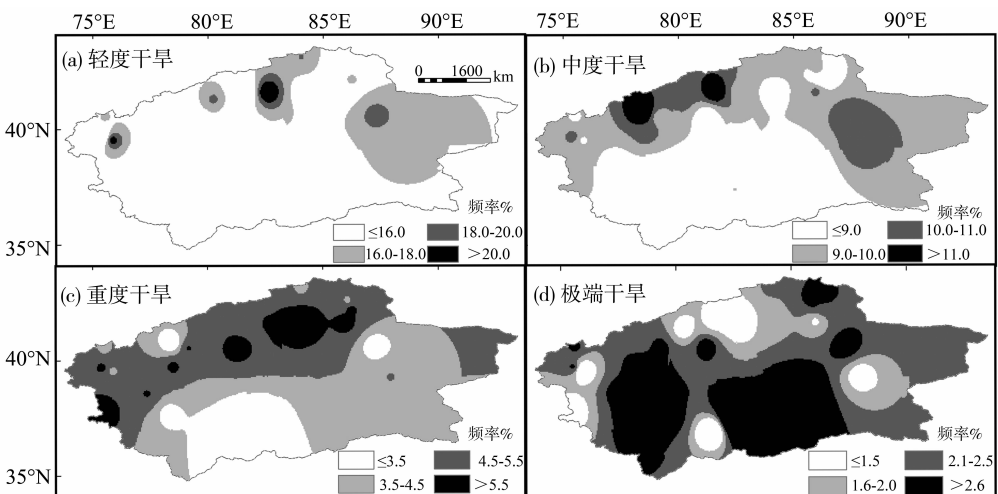 75°E 80°E 85°E 90°E 75°E 80°E 85°E 90°E
(a) 轻度干旱
0 1600 km
40°N
35°N
频率%
≤16.0 18.0-20.0
16.0-18.0 >20.0
(b) 中度干旱
频率%
≤9.0 10.0-11.0
9.0-10.0 >11.0
(c) 重度干旱
40°N
35°N
频率%
≤3.5 4.5-5.5
3.5-4.5 >5.5
(d) 极端干旱
频率%
≤1.5 2.1-2.5
1.6-2.0 >2.6